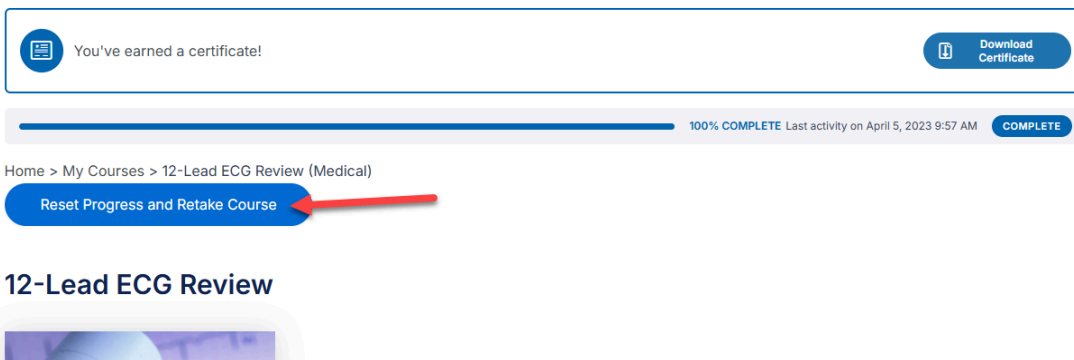 You've earned a certificate!
Download
Certificate
100% COMPLETE Last activity on April 5, 2023 9:57 AM COMPLETE
Home > My Courses > 12-Lead ECG Review (Medical)
Reset Progress and Retake Course
12-Lead ECG Review